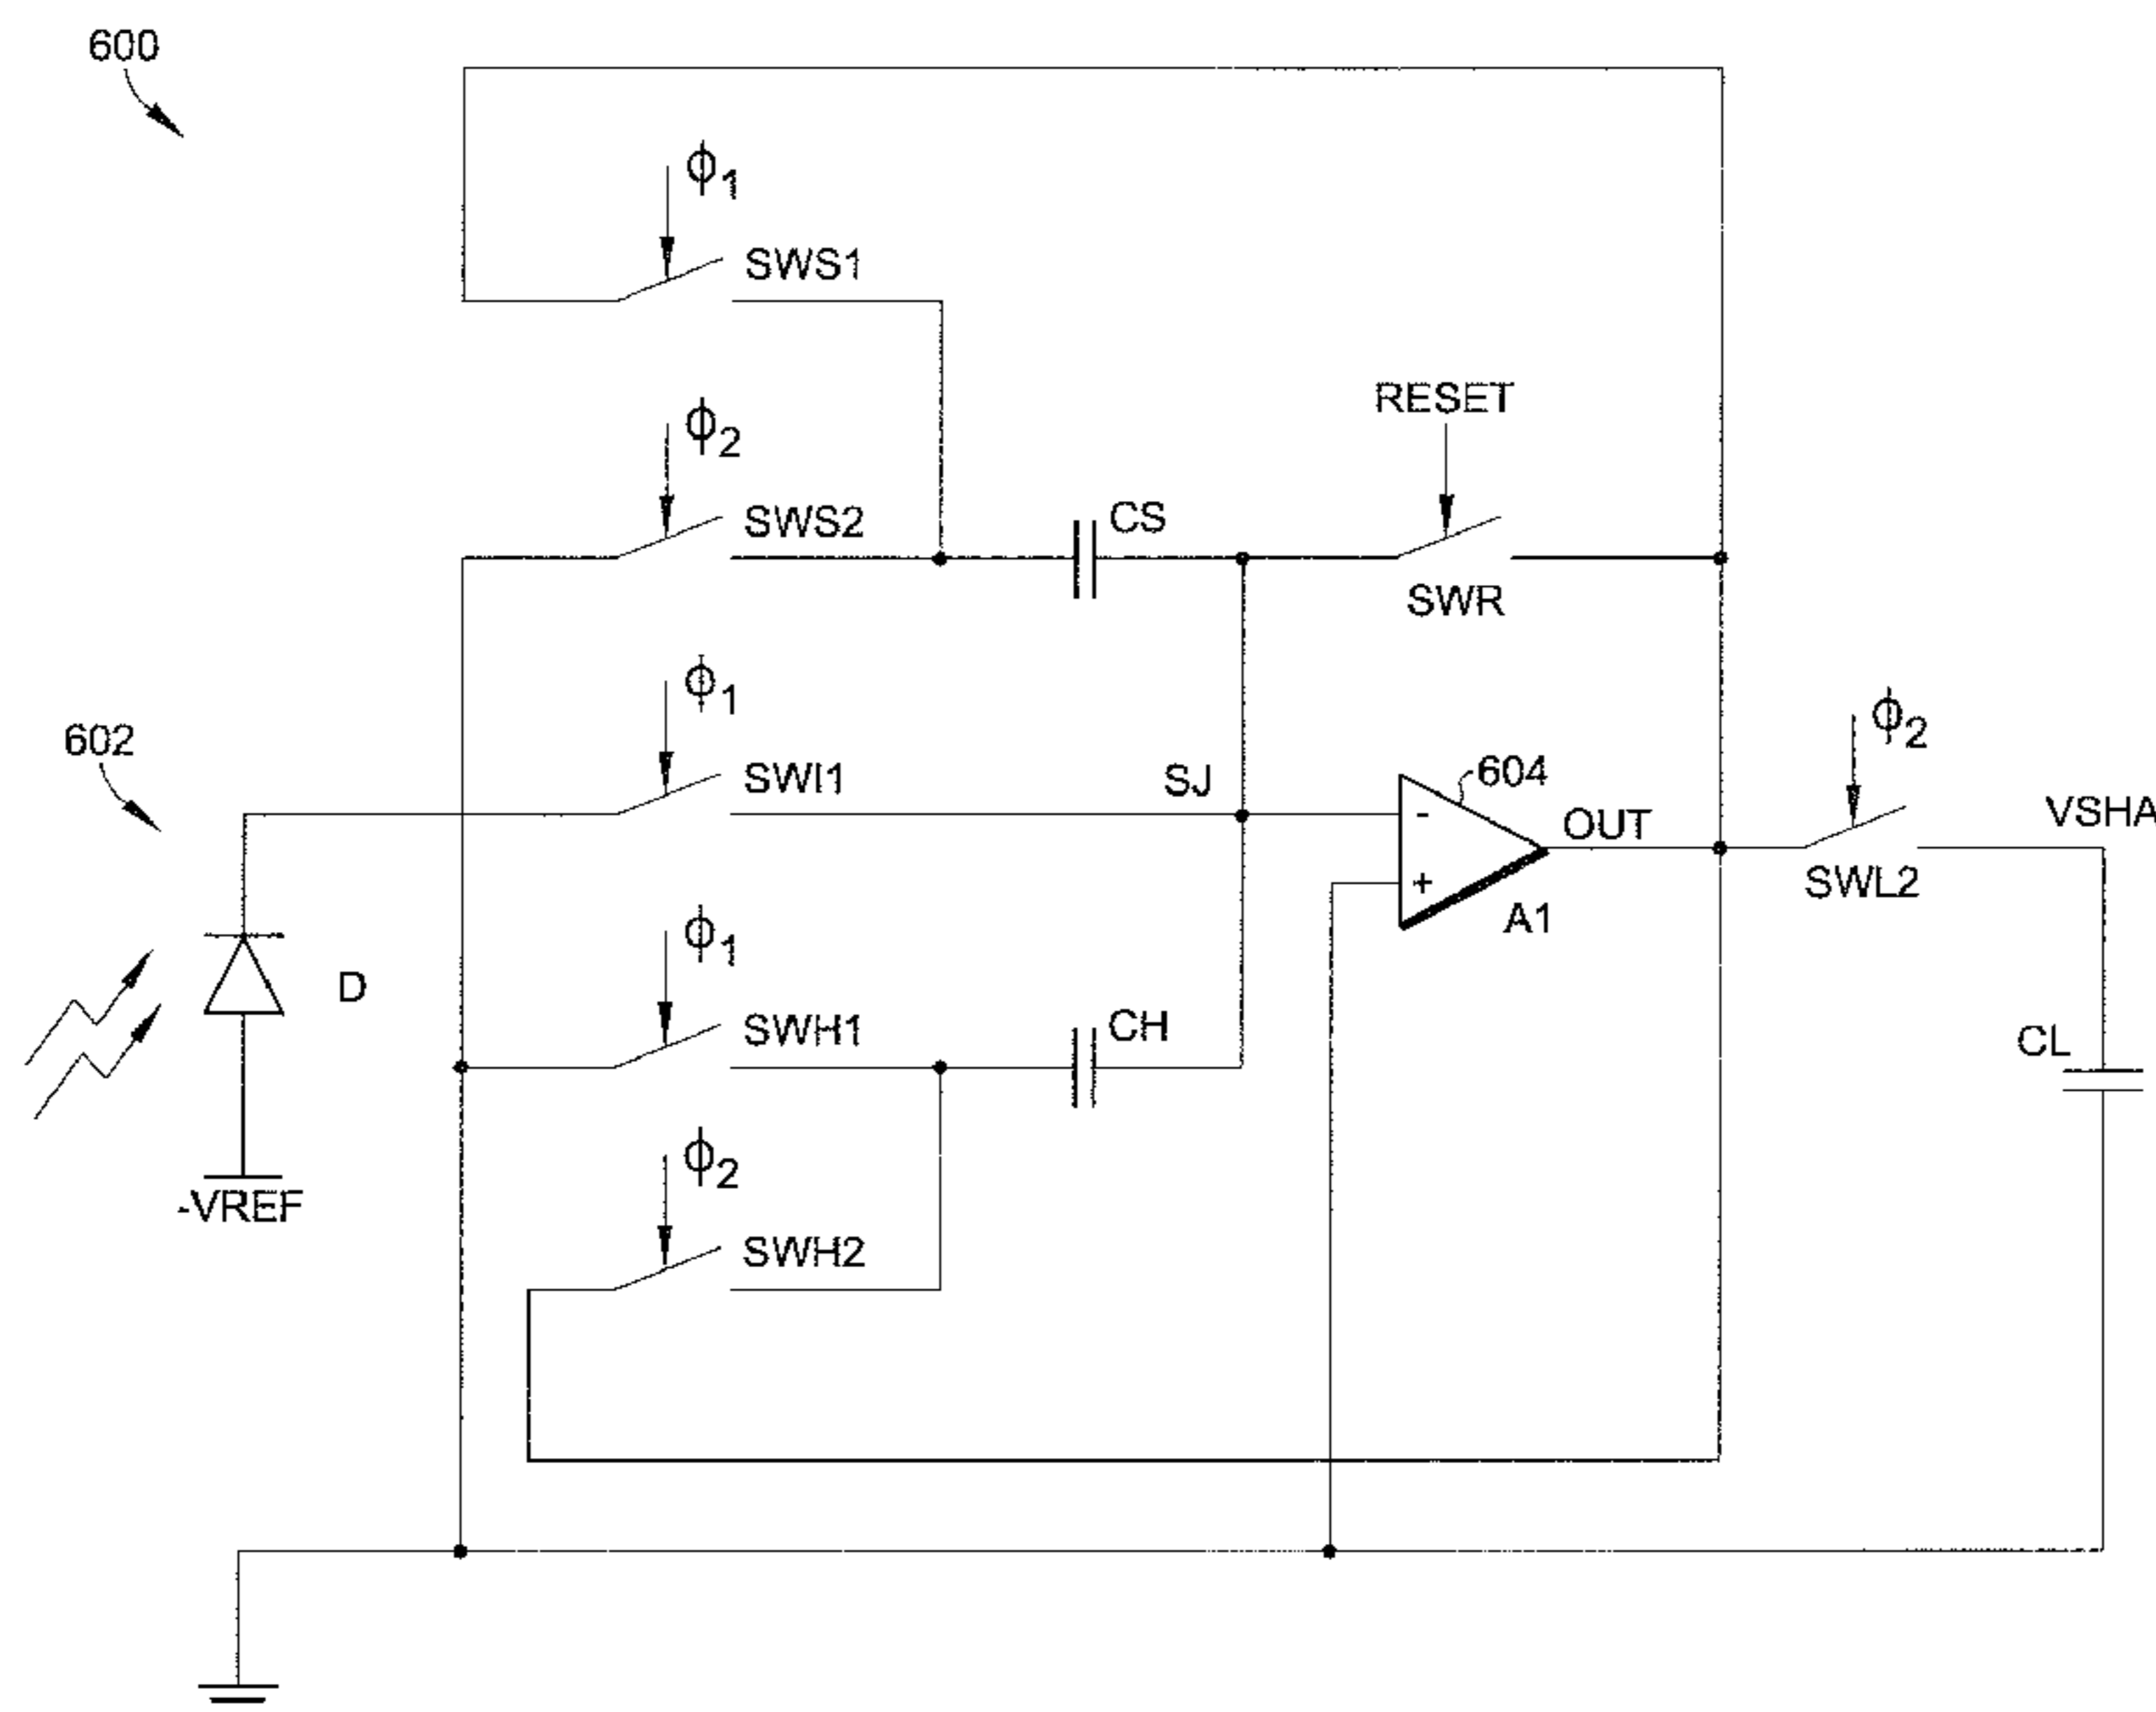 600
ϕ1
SWS1
ϕ2
SWS2
CS
RESET
SWR
ϕ1
SWI1
SJ
602
604
-
+
OUT
A1
ϕ2
SWL2
VSHA
D
-VREF
ϕ1
SWH1
CH
CL
ϕ2
SWH2